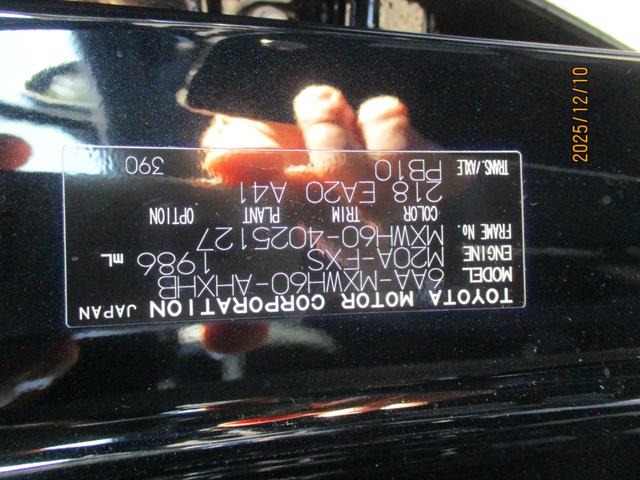 TOYOTA MOTOR CORPORATION JAPAN
MODEL 6AA-MXWH60-AHXHB
ENGINE M20A-FXS 1986 mL
FRAME No. MXWH60-4025127
COLOR TRIM PLANT OPTION
218 EA20 A41
TRANS./AXLE PB10 390
2025/12/10